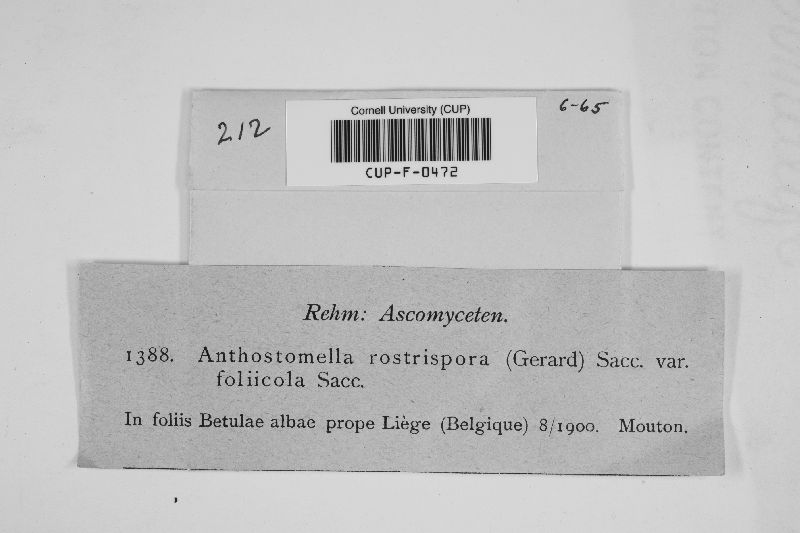 212
Cornell University (CUP)
6-65
CUP-F-0472
Rehm: Ascomyceten.
1388. Anthostomella rostrispora (Gerard) Sacc. var.
foliicola Sacc.
In foliis Betulae albae prope Liège (Belgique) 8/1900. Mouton.